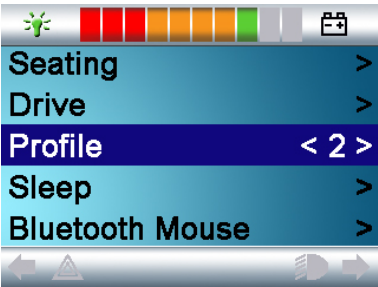 Seating >
Drive >
Profile < 2 >
Sleep >
Bluetooth Mouse >